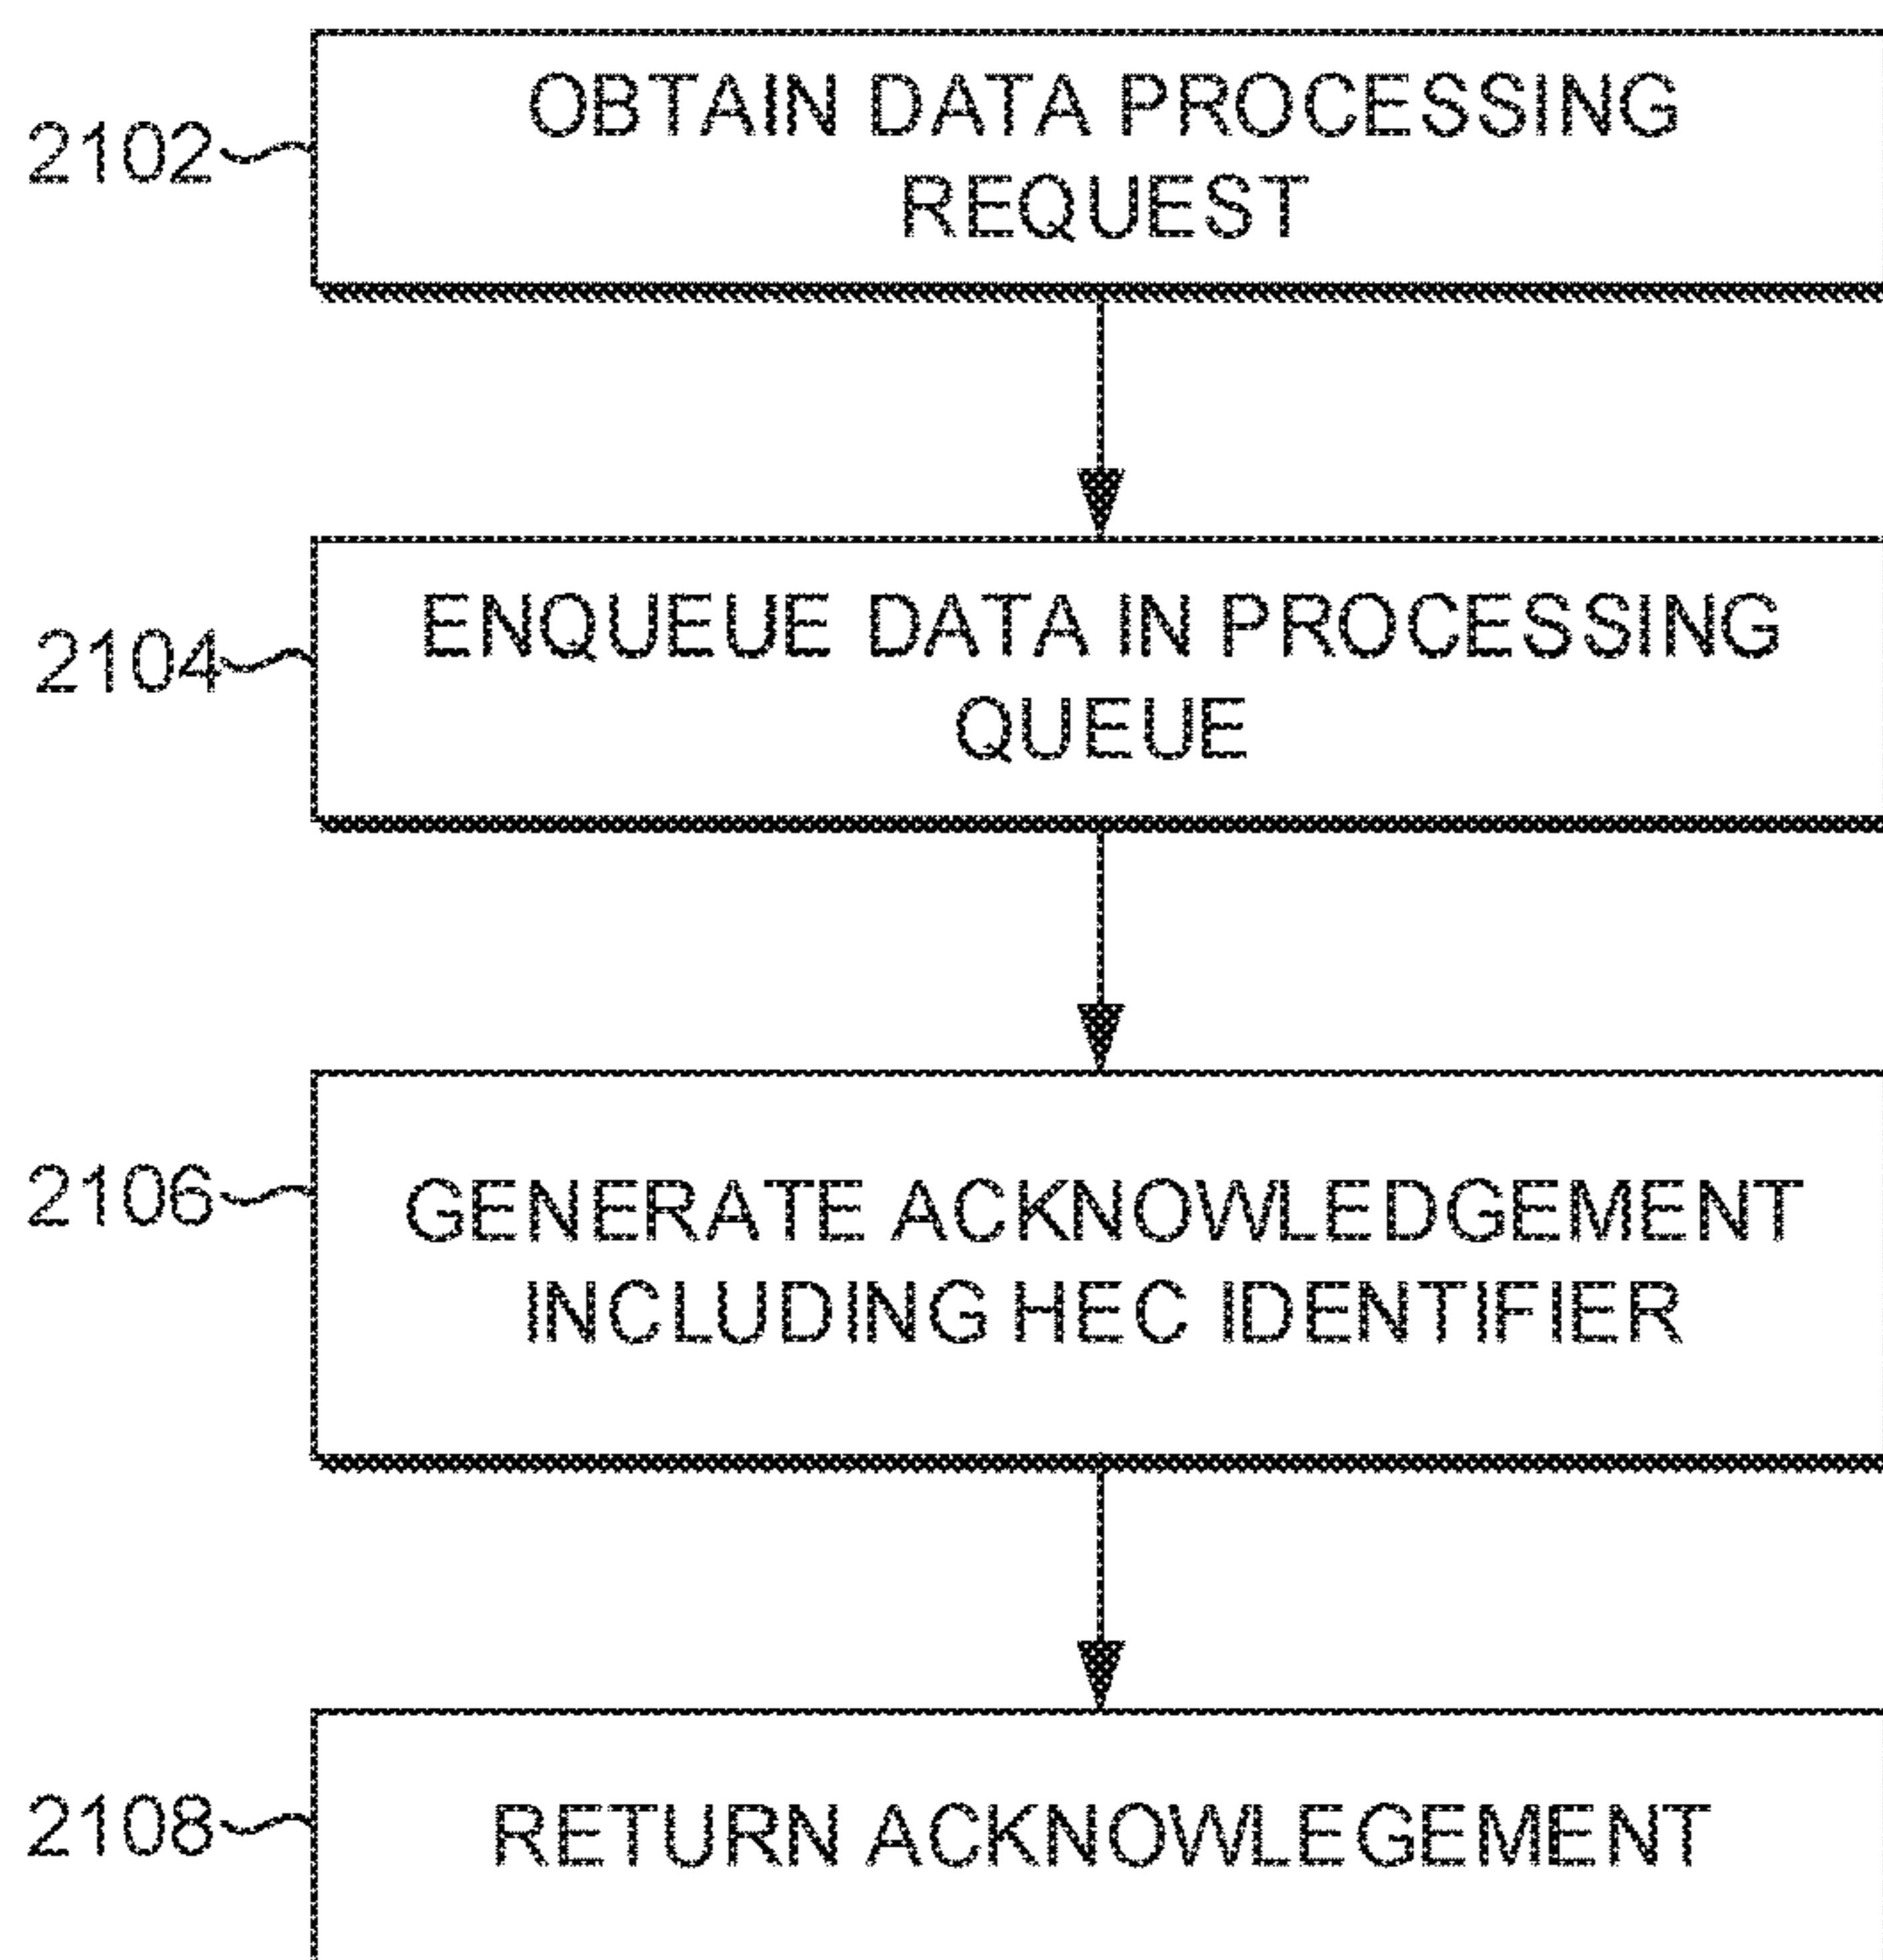 OBTAIN DATA PROCESSING
2102
REQUEST
ENQUEUE DATA IN PROCESSING
2104
QUEUE
2106
GENERATE ACKNOWLEDGEMENT
INCLUDING HEC IDENTIFIER
2108
RETURN ACKNOWLEGEMENT